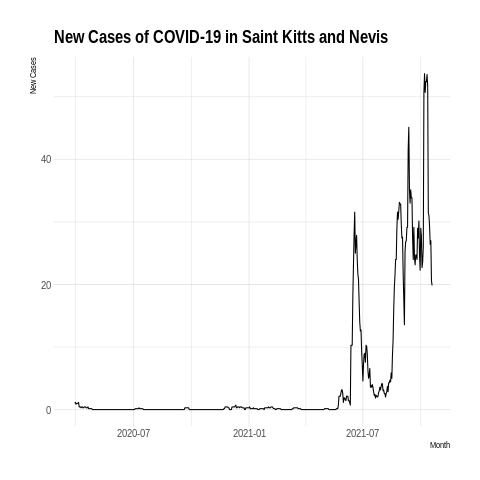 New Cases of COVID-19 in Saint Kitts and Nevis
New Cases
40
20
0
2020-07 2021-01 2021-07
Month